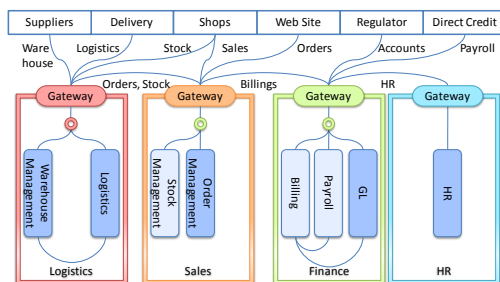 Suppliers Delivery Shops Web Site Regulator Direct Credit
Ware house Logistics Stock Sales Orders Accounts Payroll
Orders, Stock Billings HR
Gateway Gateway Gateway Gateway
Warehouse Management
Logistics
Stock Management
Order Management
Billing
Payroll
GL
HR
Logistics Sales Finance HR